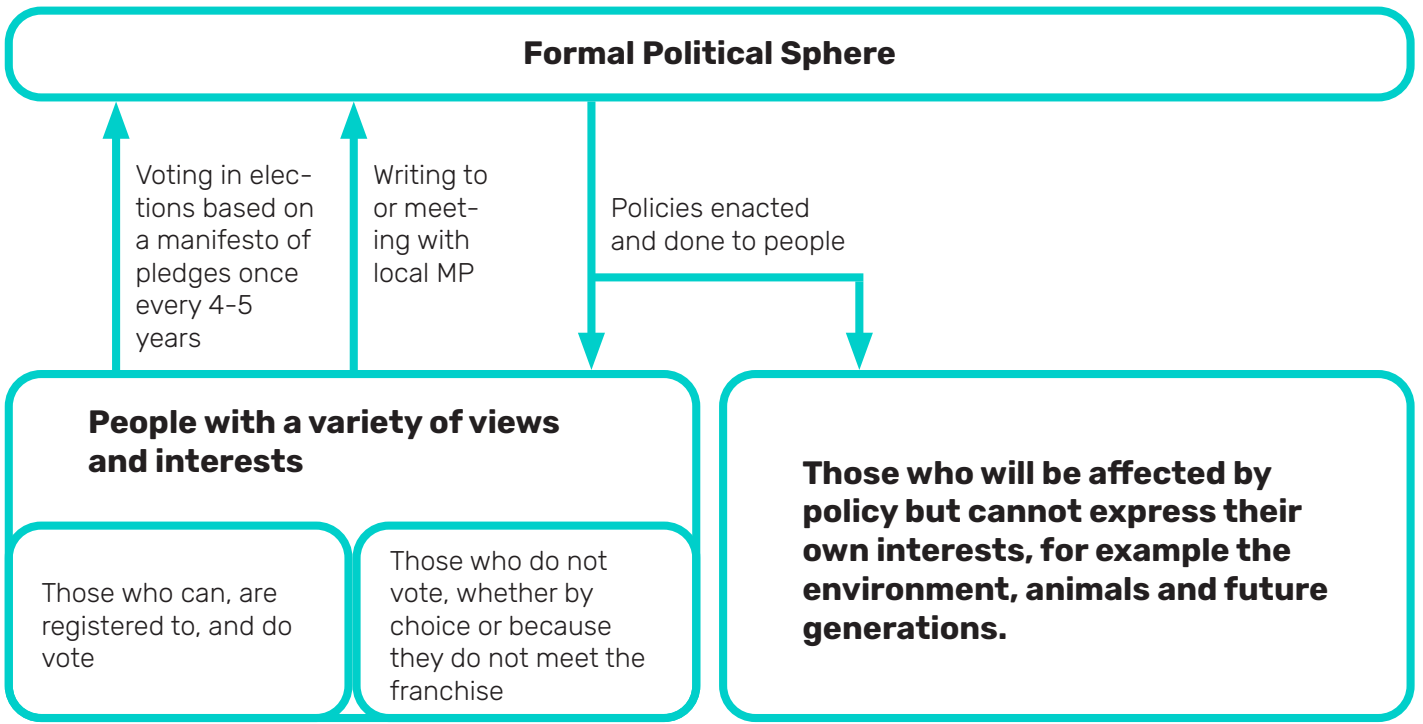 Formal Political Sphere
Voting in elec-
tions based on
a manifesto of
pledges once
every 4-5
years
Writing to
or meet-
ing with
local MP
Policies enacted
and done to people
People with a variety of views
and interests
Those who can, are
registered to, and do
vote
Those who do not
vote, whether by
choice or because
they do not meet the
franchise
Those who will be affected by
policy but cannot express their
own interests, for example the
environment, animals and future
generations.